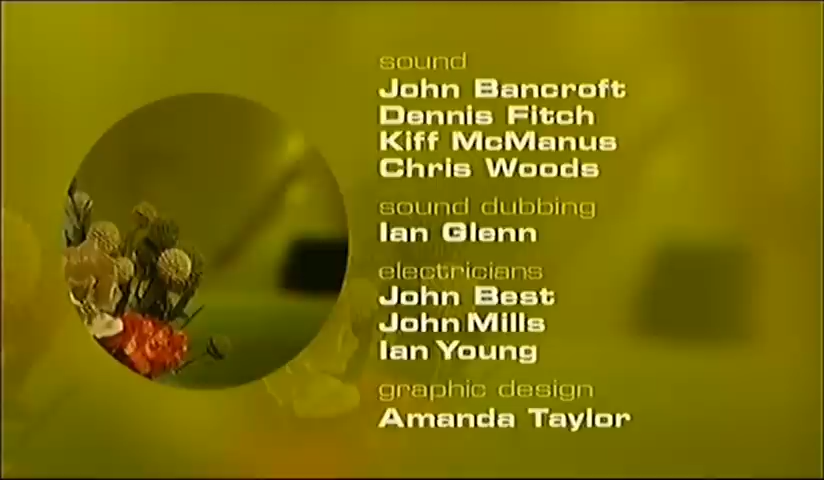 sound
John Bancroft
Dennis Fitch
Kiff McManus
Chris Woods
sound dubbing
Ian Glenn
electricians
John Best
John Mills
Ian Young
graphic design
Amanda Taylor